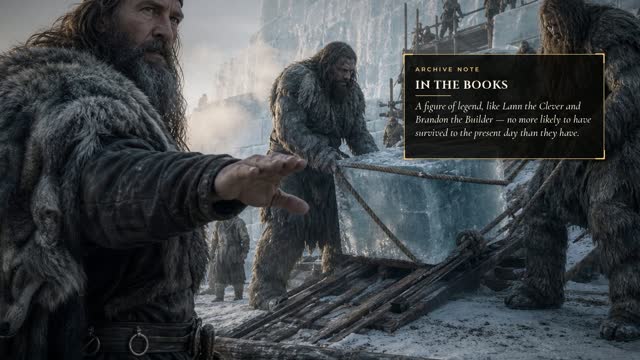 ARCHIVE NOTE
IN THE BOOKS
A figure of legend, like Lann the Clever and
Brandon the Builder — no more likely to have
survived to the present day than they have.